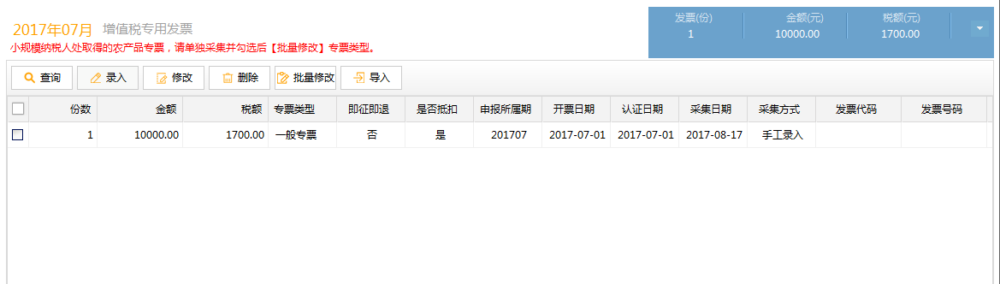 2017年07月 增值税专用发票
小规模纳税人处取得的农产品专票，请单独采集并勾选后【批量修改】专票类型。
发票(份) 金额(元) 税额(元)
1 10000.00 1700.00
查询 录入 修改 删除 批量修改 导入
份数 金额 税额 专票类型 即征即退 是否抵扣 申报所属期 开票日期 认证日期 采集日期 采集方式 发票代码 发票号码
1 10000.00 1700.00 一般专票 否 是 201707 2017-07-01 2017-07-01 2017-08-17 手工录入